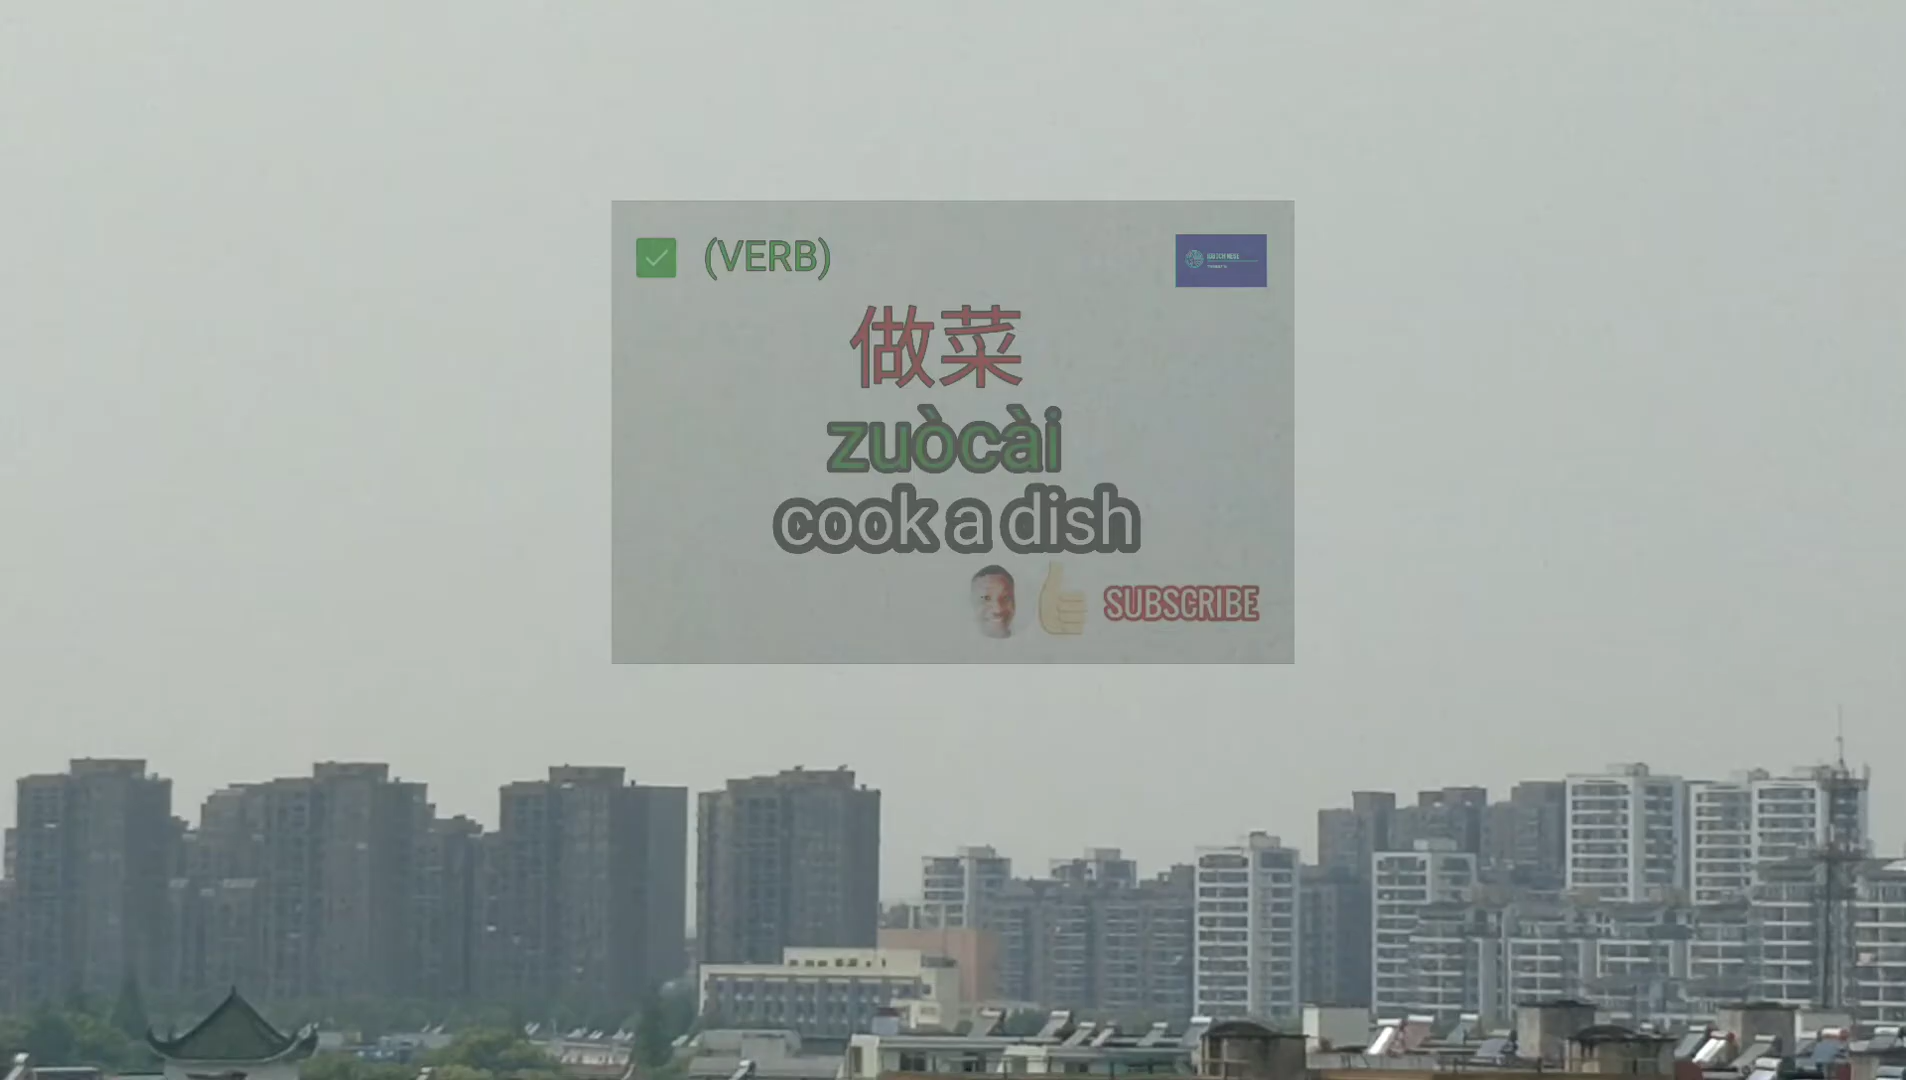 (VERB)
做菜
zuòcài
cook a dish
SUBSCRIBE